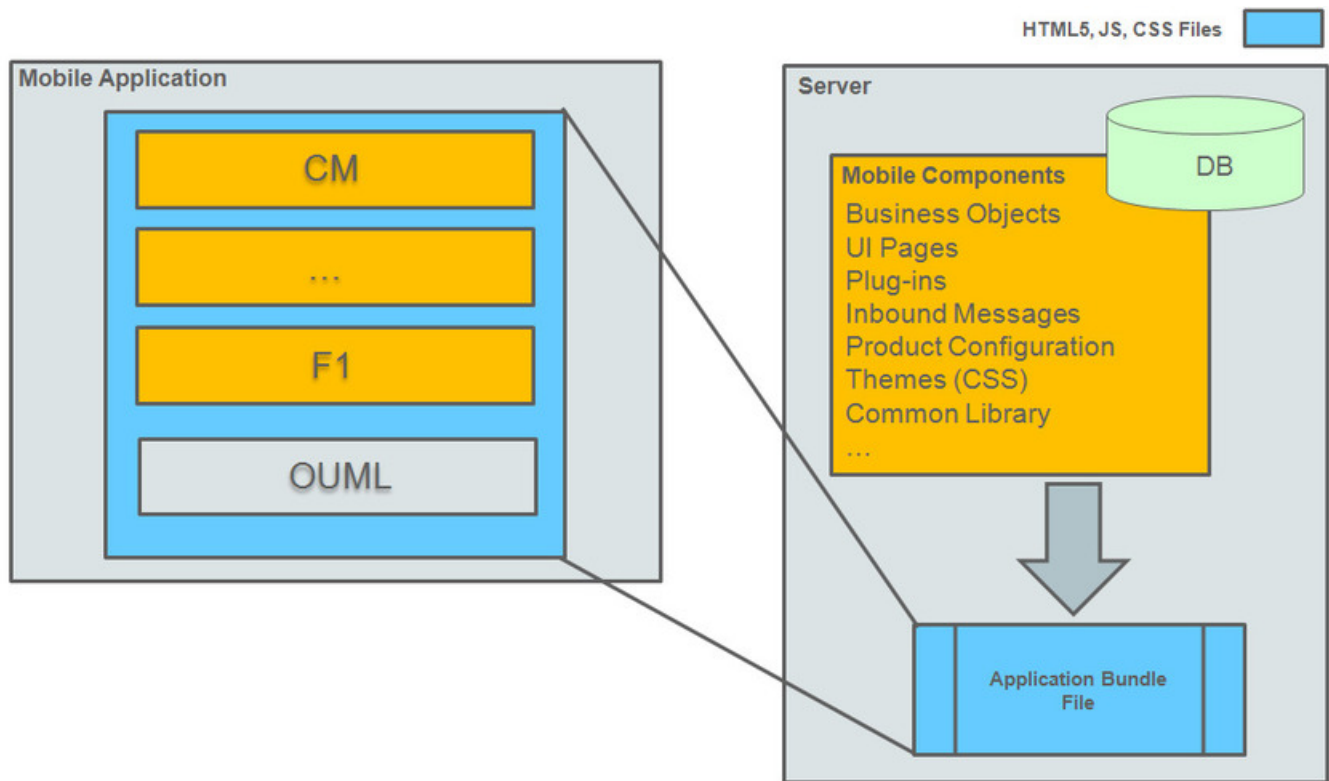 HTML5, JS, CSS Files
Mobile Application
CM
...
F1
OUML
Server
DB
Mobile Components
Business Objects
UI Pages
Plug-ins
Inbound Messages
Product Configuration
Themes (CSS)
Common Library
...
Application Bundle
File